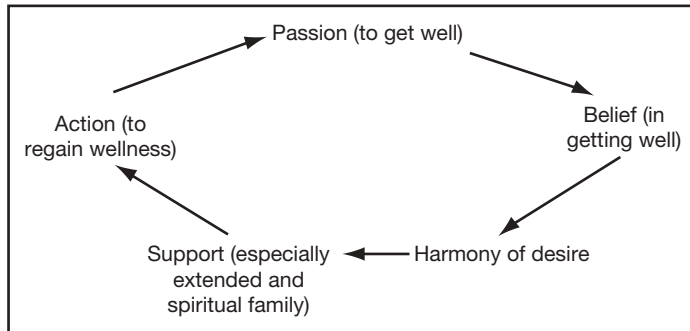 Passion (to get well)
Belief (in
getting well)
Harmony of desire
Support (especially
extended and
spiritual family)
Action (to
regain wellness)